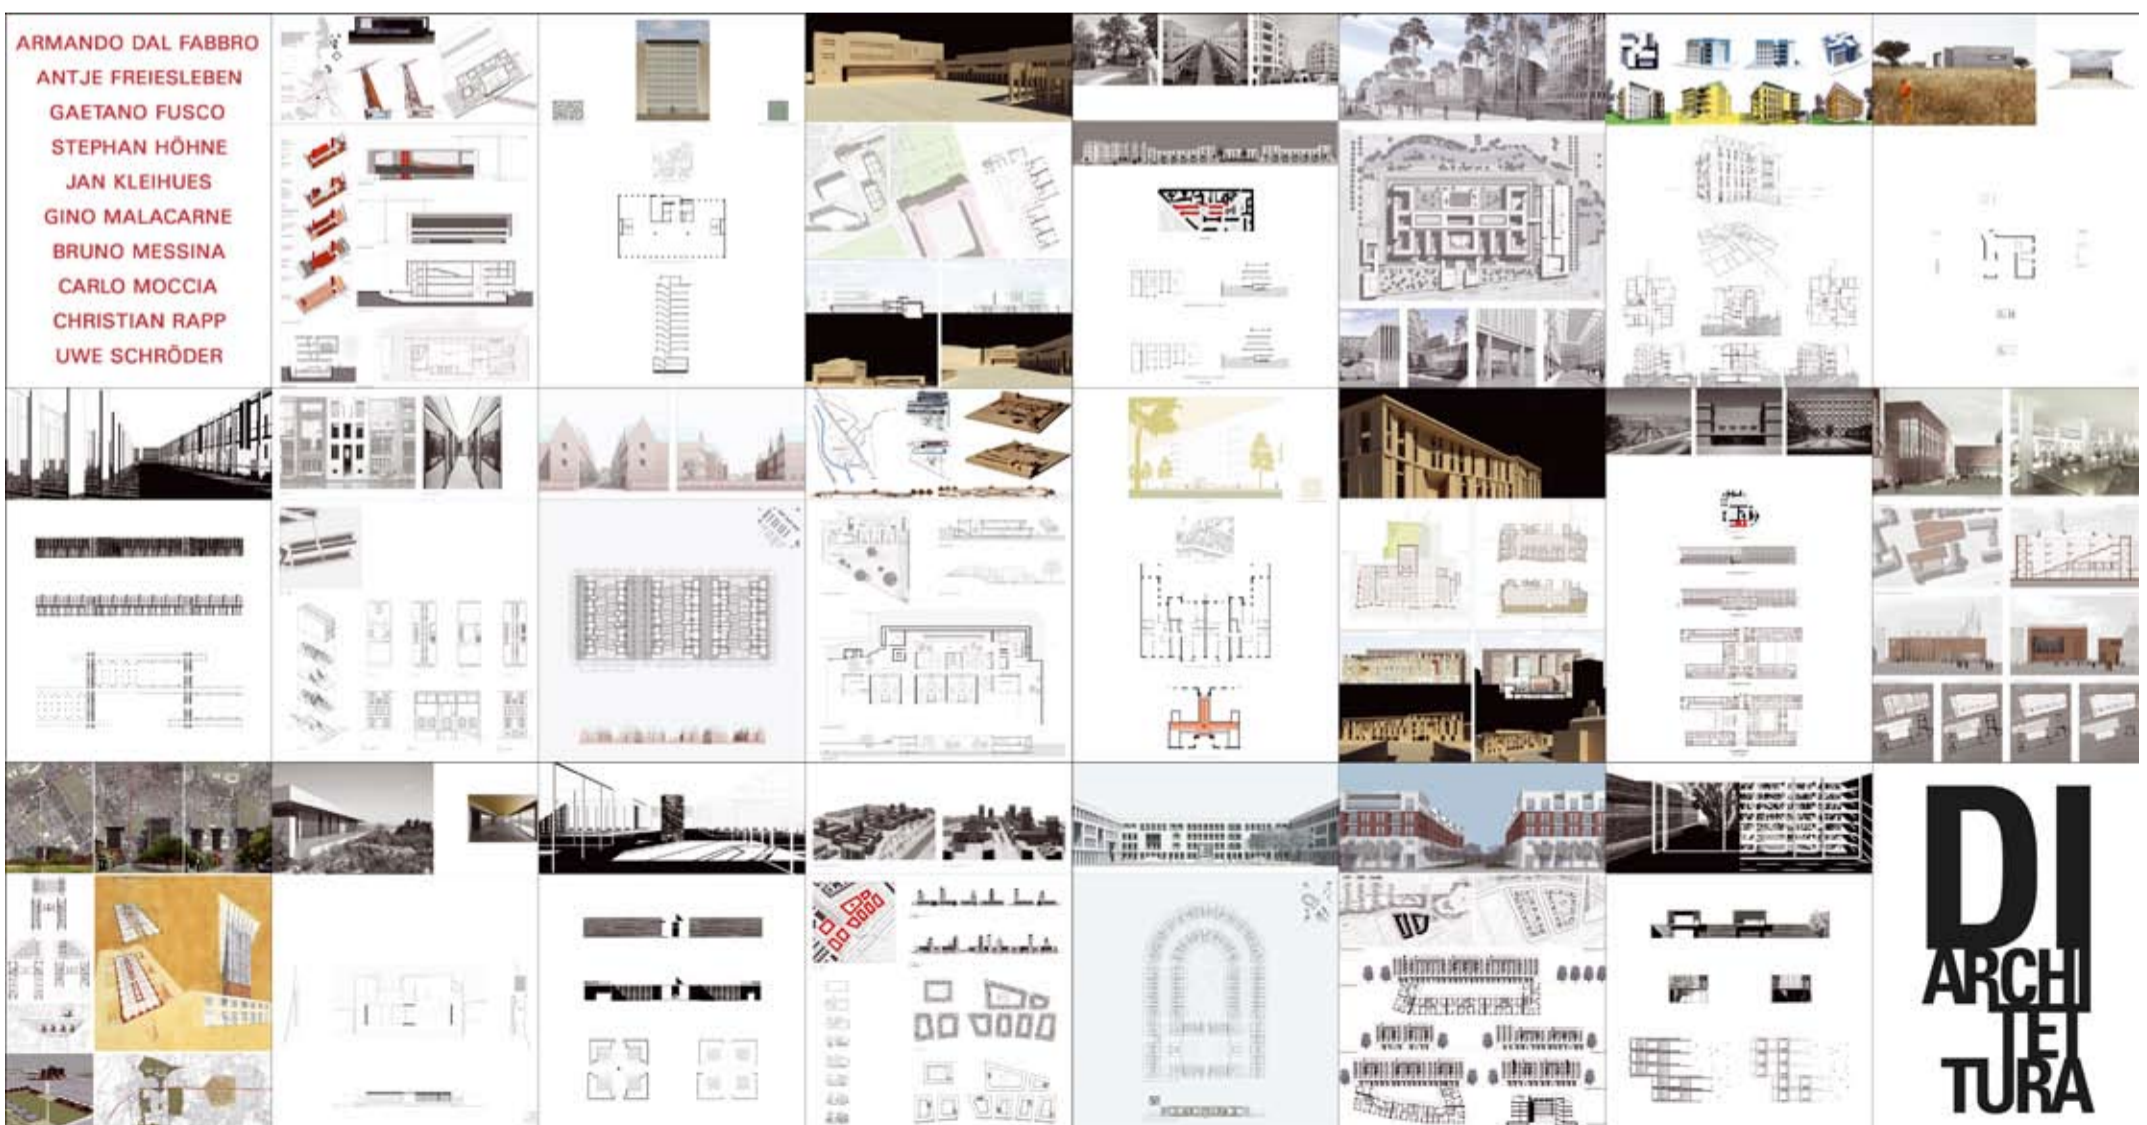 ARMANDO DAL FABBRO
ANTJE FREIESLEBEN
GAETANO FUSCO
STEPHAN HÖHNE
JAN KLEIHUES
GINO MALACARNE
BRUNO MESSINA
CARLO MOCCIA
CHRISTIAN RAPP
UWE SCHRÖDER
DI
ARCHI
TET
TURA